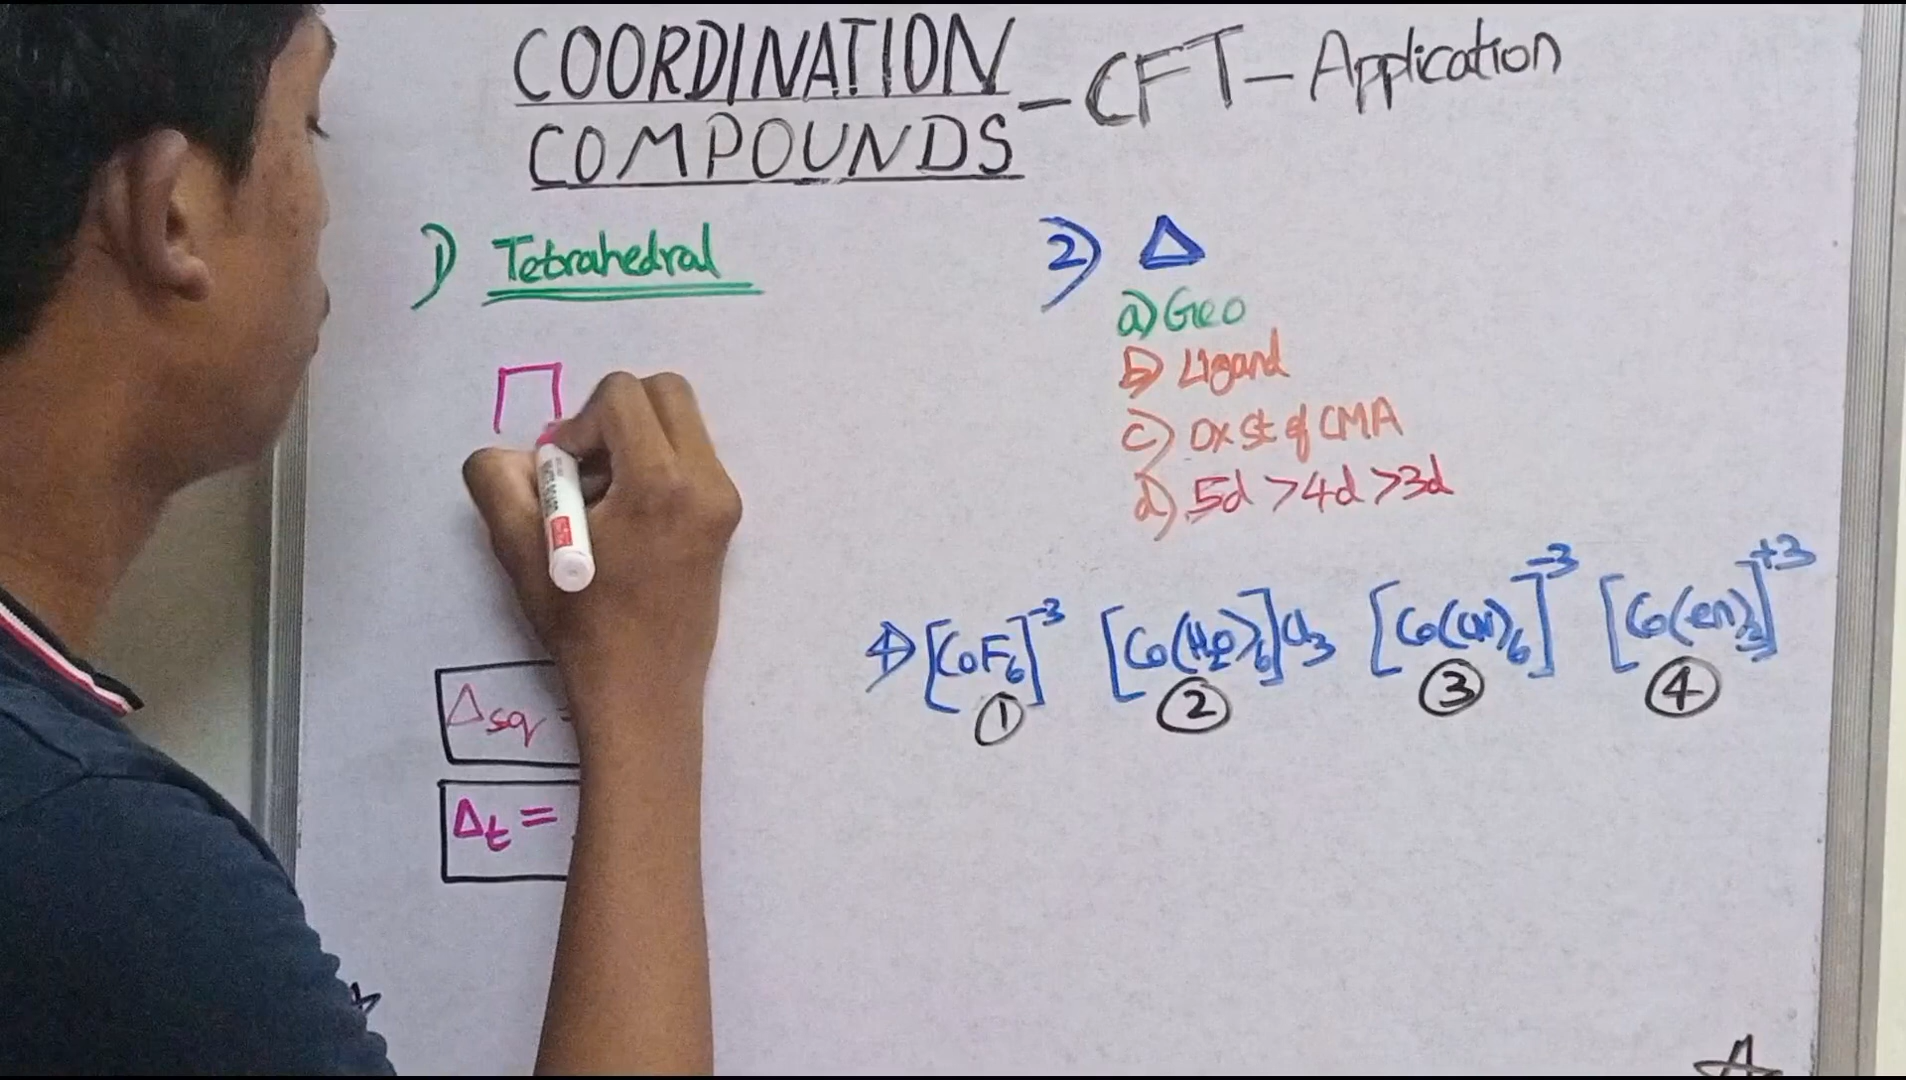 COORDINATION
COMPOUNDS
- CFT - Application
1) Tetrahedral
2) Δ
a) Geo
b) Ligand
c) Ox St of CMA
d) 5d > 4d > 3d
Δsq =
Δt =
4) [CoF6]-3 [Co(H2O)6]Cl3 [Co(CN)6]-3 [Co(en)3]+3
① ② ③ ④